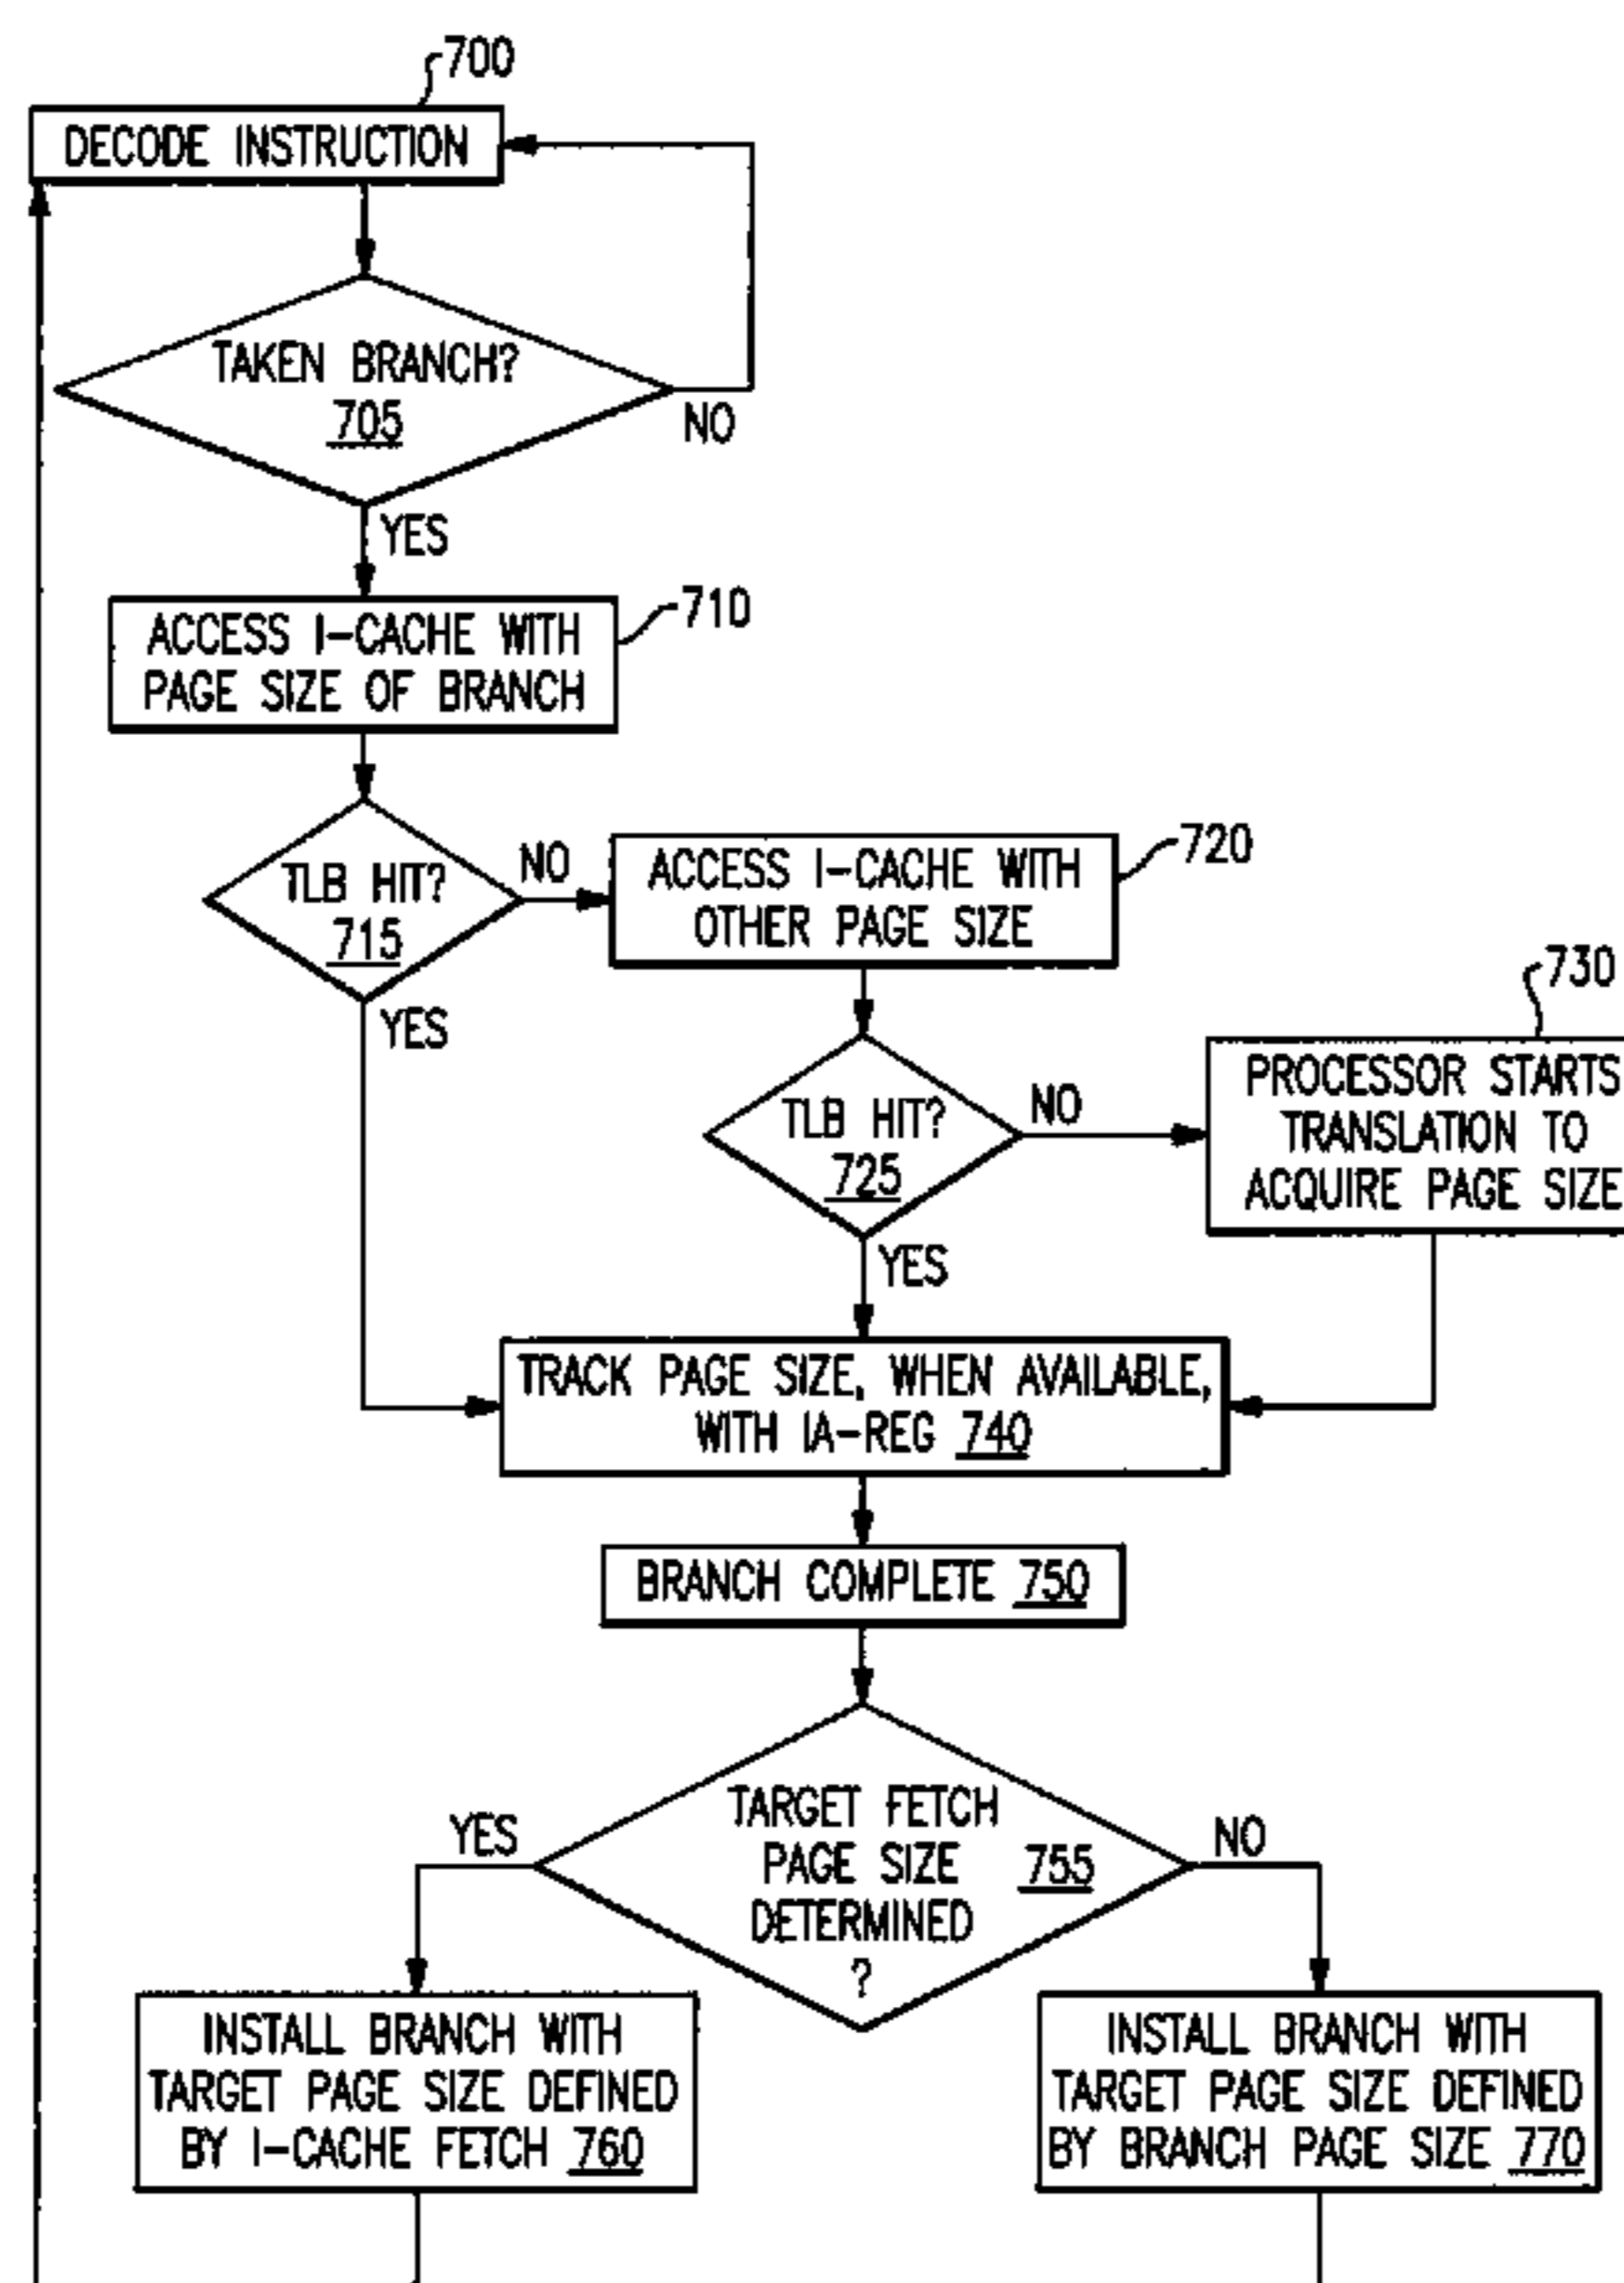 700
DECODE INSTRUCTION
TAKEN BRANCH?
705
NO
YES
710
ACCESS I-CACHE WITH
PAGE SIZE OF BRANCH
TLB HIT?
715
NO
YES
720
ACCESS I-CACHE WITH
OTHER PAGE SIZE
730
TLB HIT?
725
NO
YES
PROCESSOR STARTS
TRANSLATION TO
ACQUIRE PAGE SIZE
TRACK PAGE SIZE, WHEN AVAILABLE,
WITH IA-REG 740
BRANCH COMPLETE 750
TARGET FETCH
PAGE SIZE 755
DETERMINED
?
YES
NO
INSTALL BRANCH WITH
TARGET PAGE SIZE DEFINED
BY I-CACHE FETCH 760
INSTALL BRANCH WITH
TARGET PAGE SIZE DEFINED
BY BRANCH PAGE SIZE 770